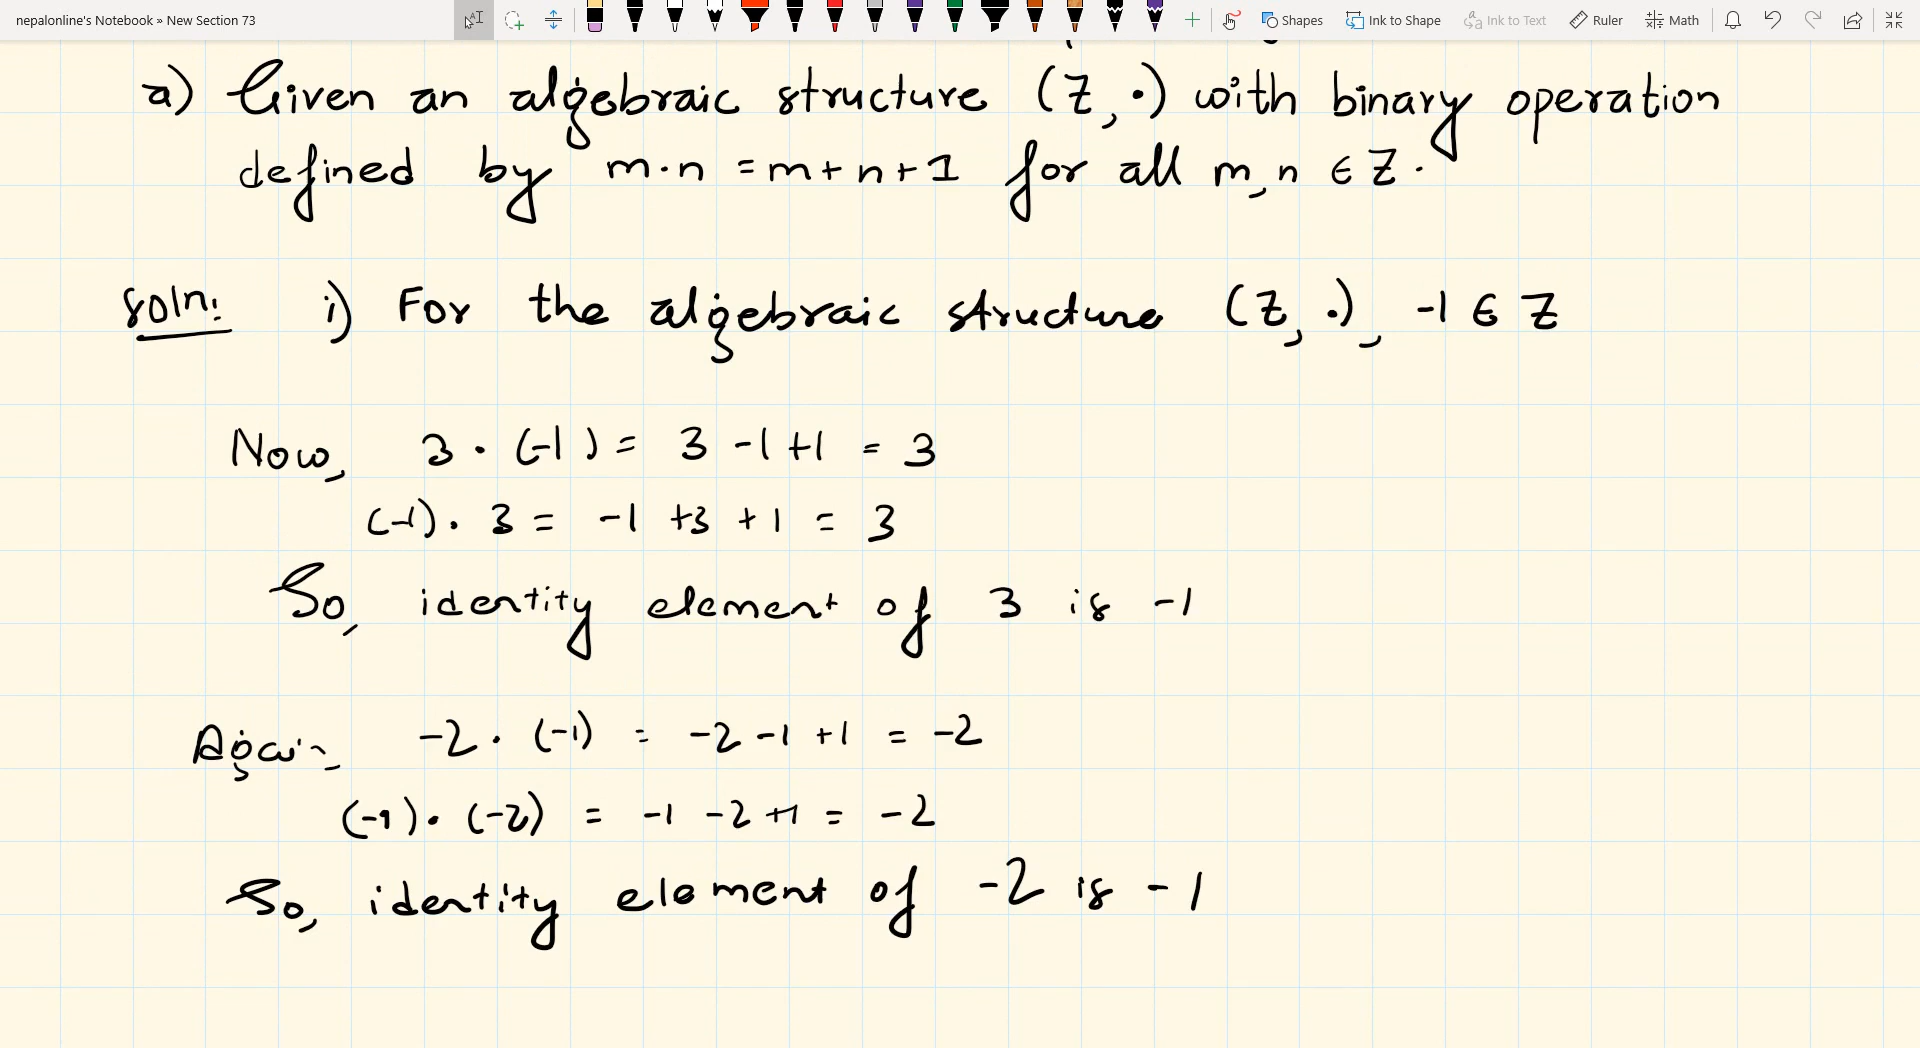 nepalonline's Notebook » New Section 73
Shapes Ink to Shape Ink to Text Ruler Math
a) Given an algebraic structure (Z, •) with binary operation
defined by m·n = m+n+1 for all m, n ∈ Z.
soln: i) For the algebraic structure (Z, •), -1 ∈ Z
Now, 3 · (-1) = 3 -1 +1 = 3
(-1) · 3 = -1 +3 +1 = 3
So, identity element of 3 is -1
Again, -2 · (-1) = -2 -1 +1 = -2
(-1) · (-2) = -1 -2 +1 = -2
So, identity element of -2 is -1